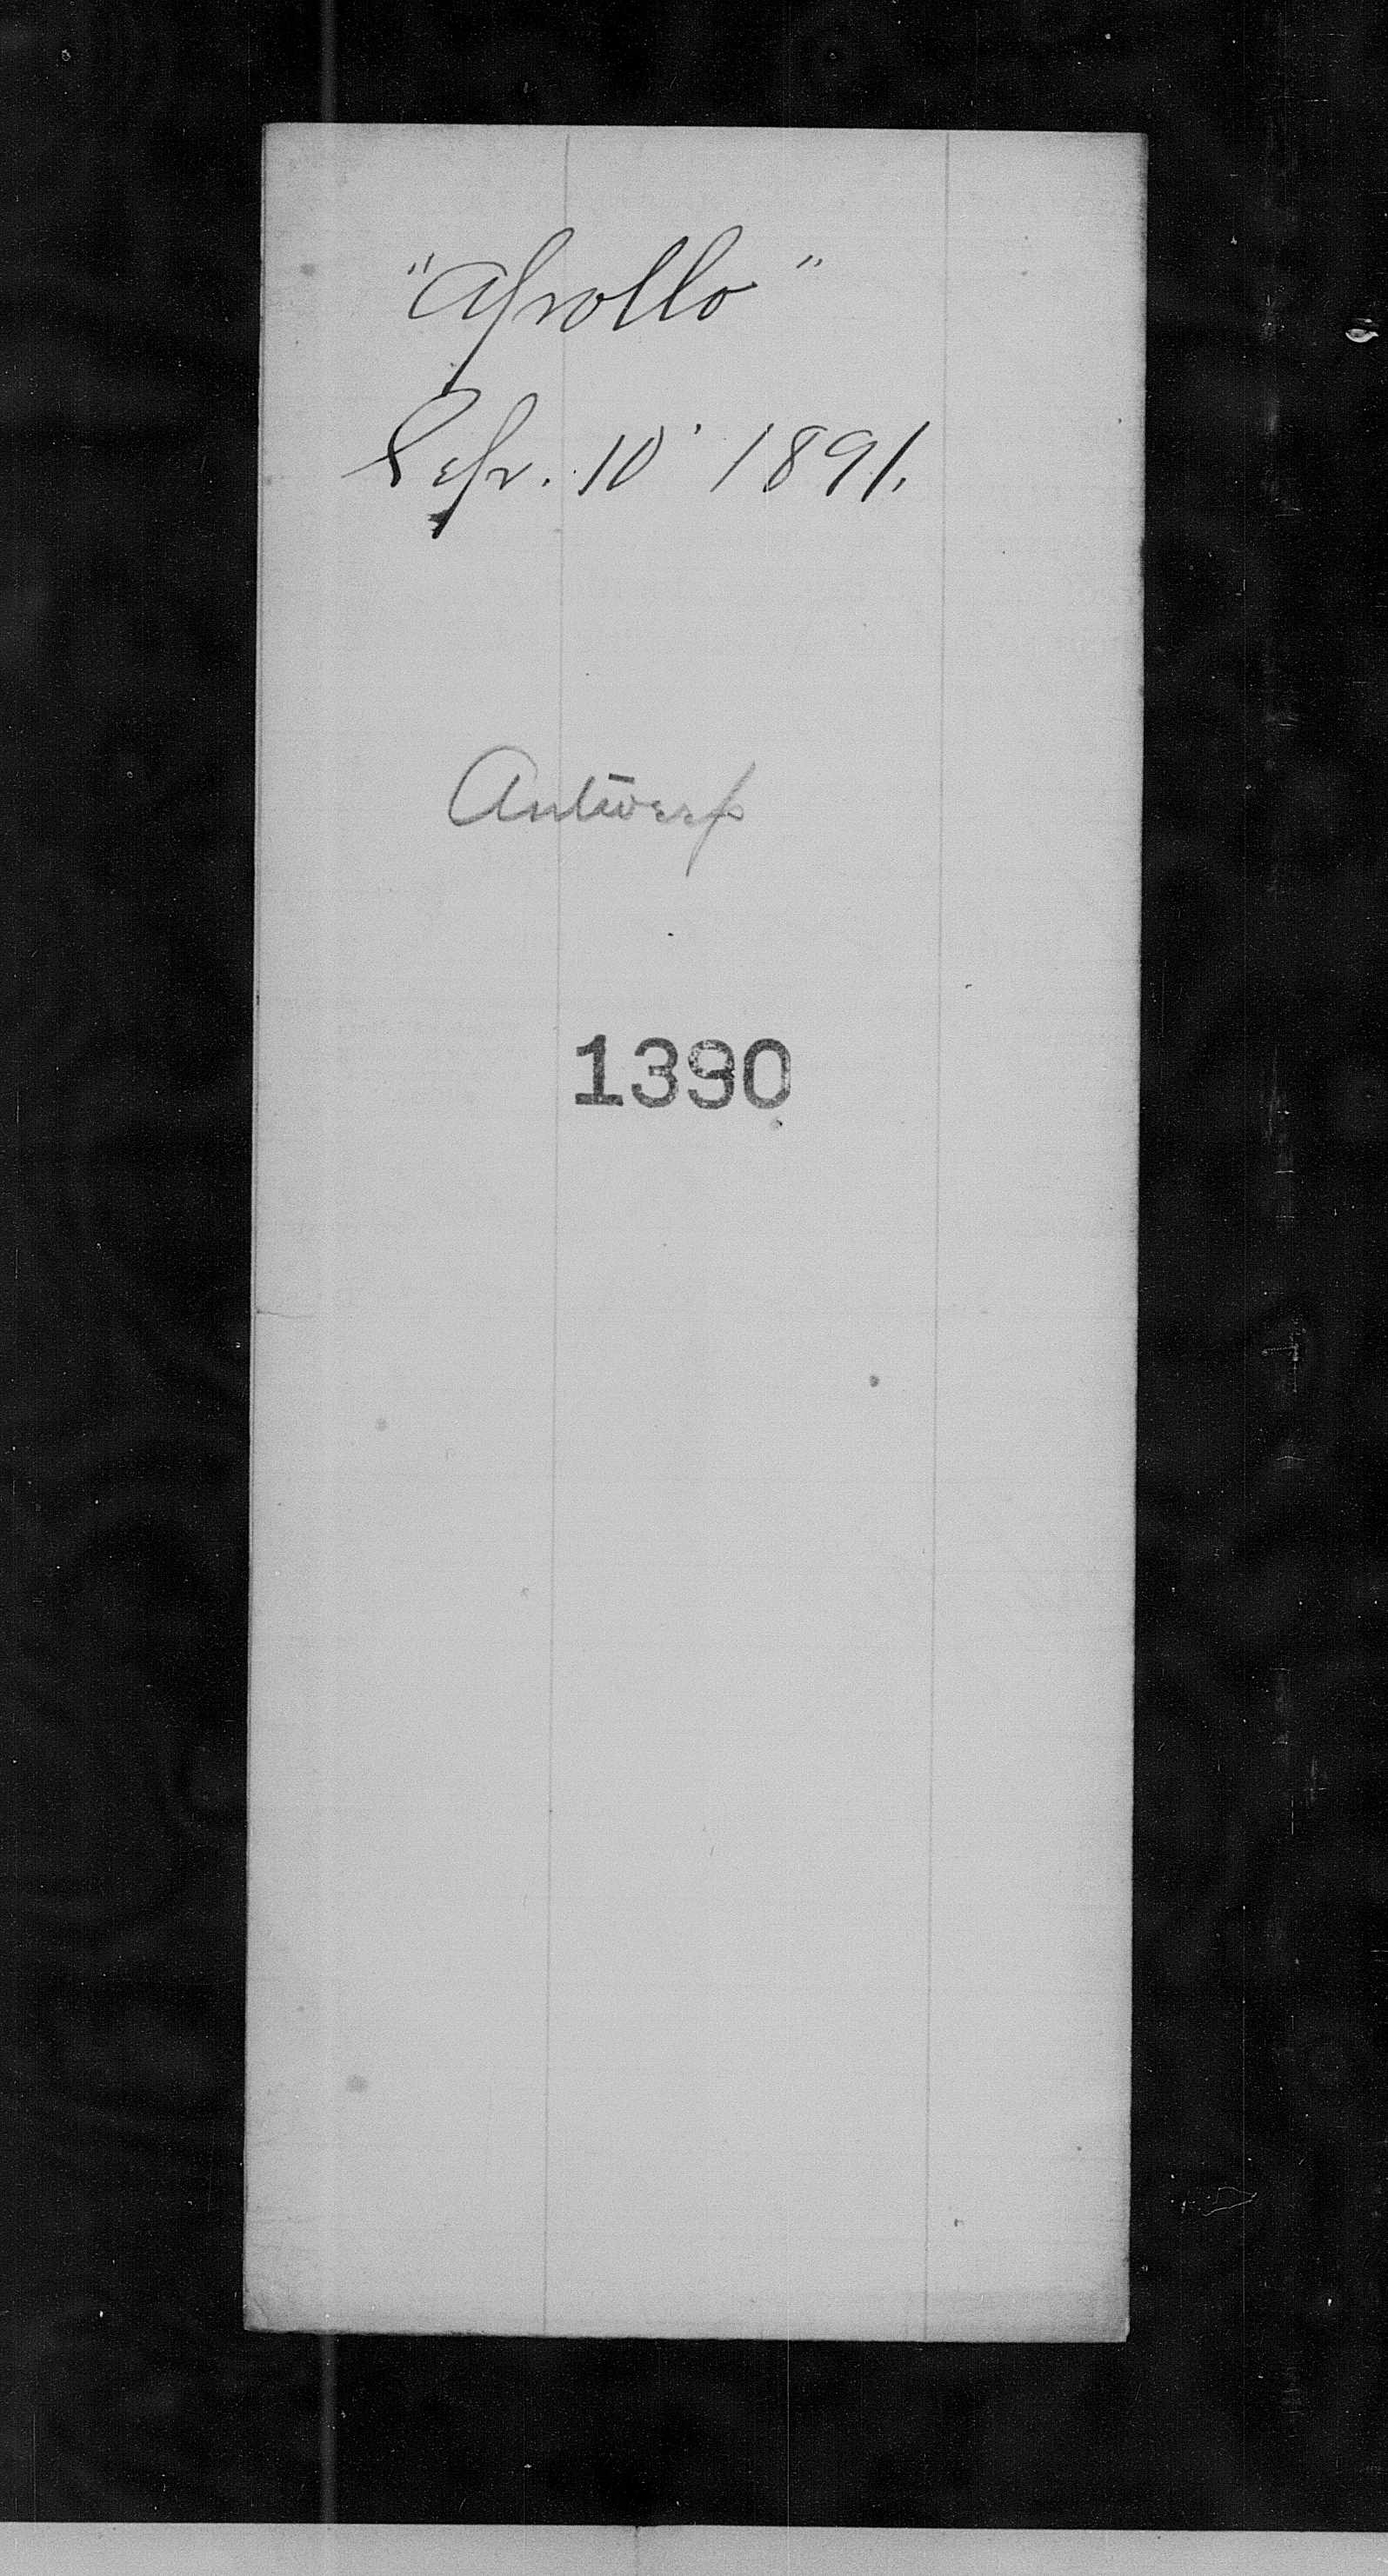 "Apollo"
Sep. 10' 1891.
Antwerp
1390